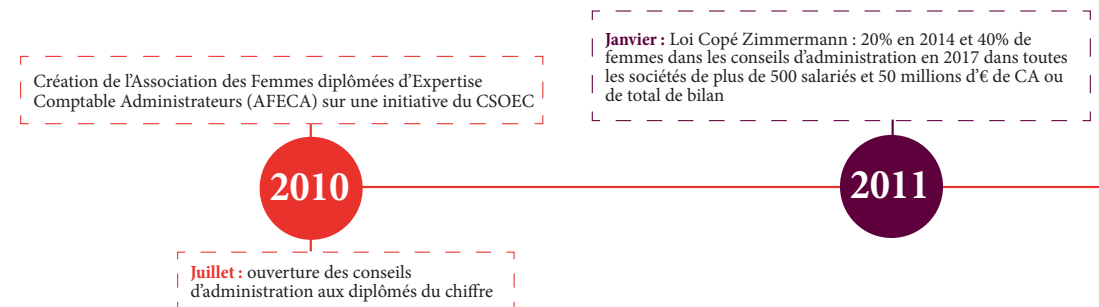 Création de l'Association des Femmes diplômées d'Expertise
Comptable Administrateurs (AFECA) sur une initiative du CSOEC
2010
Juillet : ouverture des conseils
d'administration aux diplômés du chiffre
Janvier : Loi Copé Zimmermann : 20% en 2014 et 40% de
femmes dans les conseils d'administration en 2017 dans toutes
les sociétés de plus de 500 salariés et 50 millions d'€ de CA ou
de total de bilan
2011